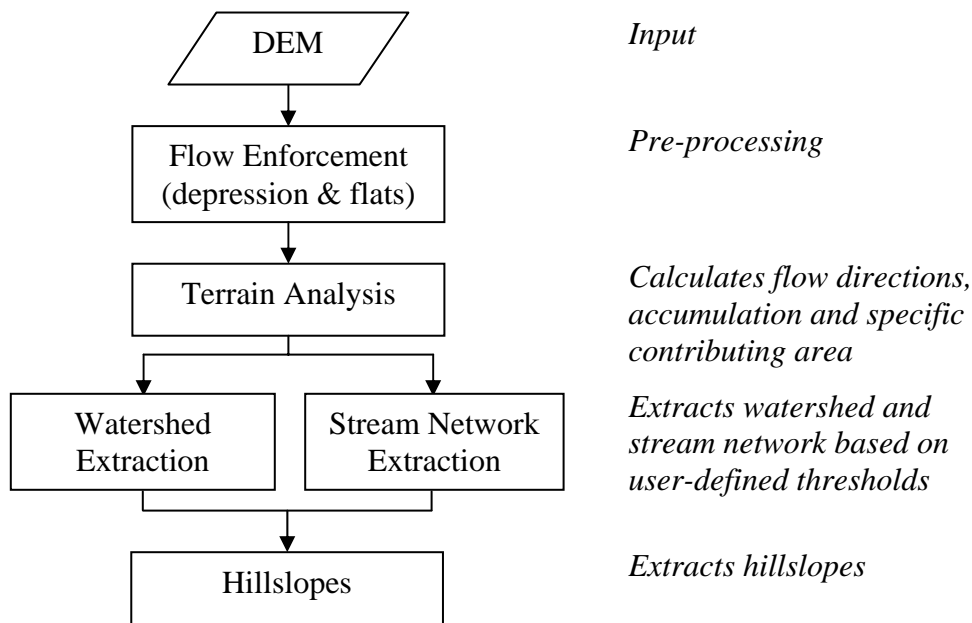 DEM
Input
Flow Enforcement
(depression & flats)
Pre-processing
Terrain Analysis
Calculates flow directions,
accumulation and specific
contributing area
Watershed
Extraction
Stream Network
Extraction
Extracts watershed and
stream network based on
user-defined thresholds
Hillslopes
Extracts hillslopes